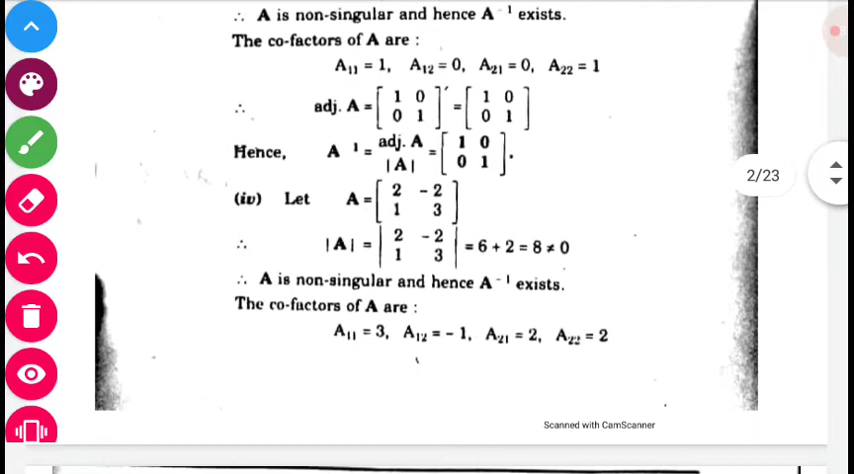 ∴ A is non-singular and hence A⁻¹ exists.
The co-factors of A are :
A₁₁ = 1, A₁₂ = 0, A₂₁ = 0, A₂₂ = 1
∴ adj. A = [ 1 0 ; 0 1 ]′ = [ 1 0 ; 0 1 ]
Hence, A ¹ = adj. A / |A| = [ 1 0 ; 0 1 ].
2/23
(iv) Let A = [ 2 -2 ; 1 3 ]
∴ |A| = | 2 -2 ; 1 3 | = 6 + 2 = 8 ≠ 0
∴ A is non-singular and hence A⁻¹ exists.
The co-factors of A are :
A₁₁ = 3, A₁₂ = - 1, A₂₁ = 2, A₂₂ = 2
Scanned with CamScanner